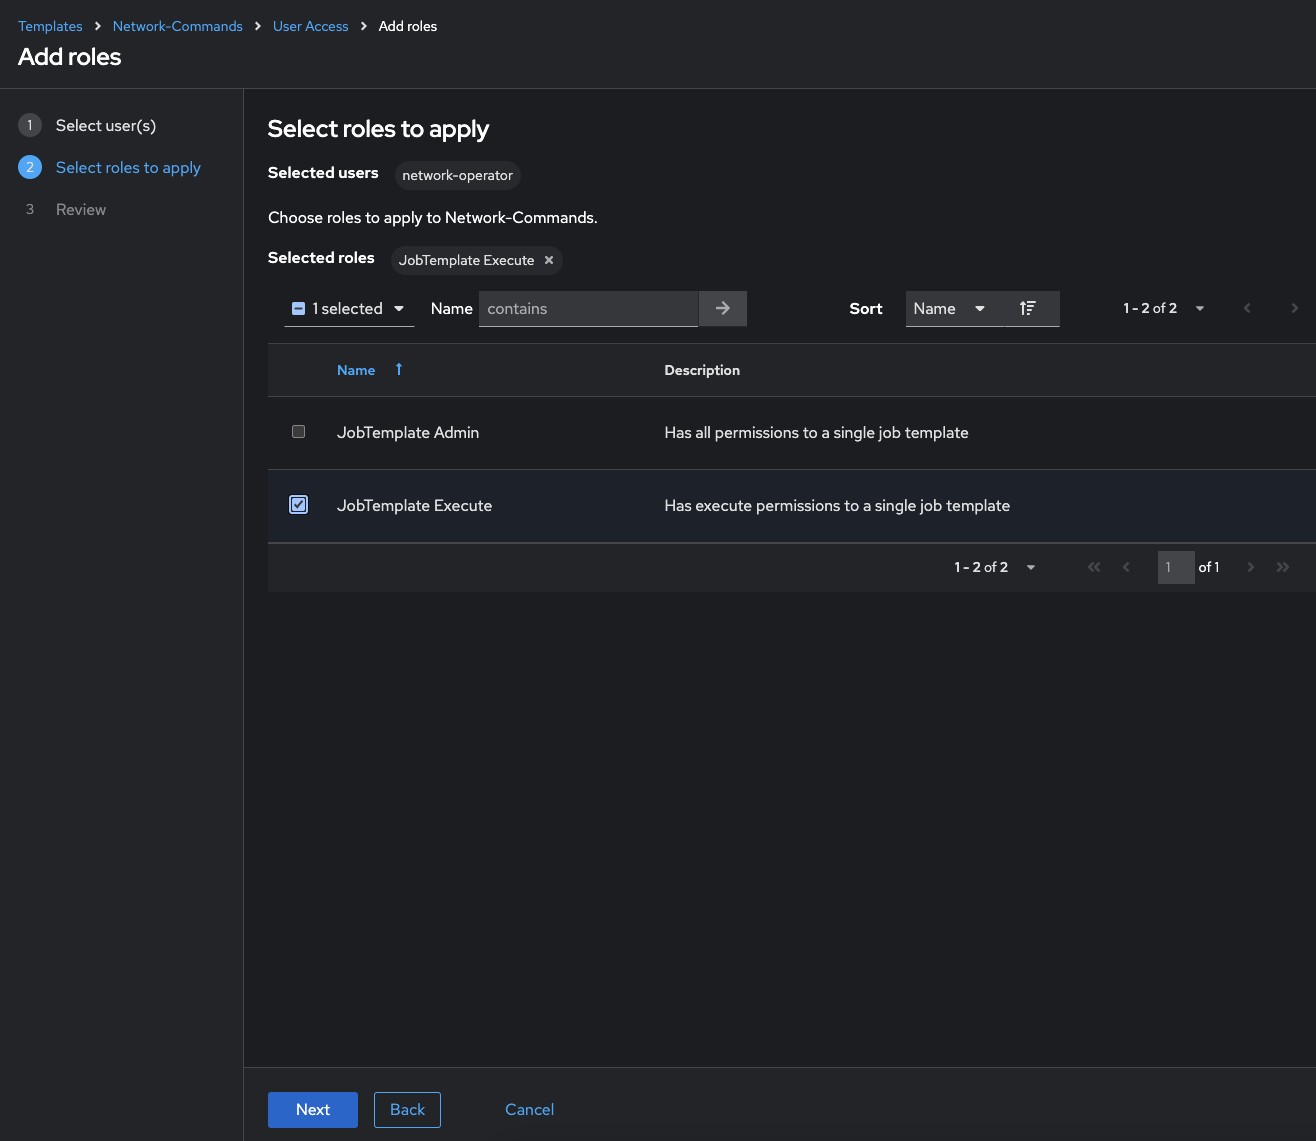 Templates > Network-Commands > User Access > Add roles
Add roles
1 Select user(s)
2 Select roles to apply
3 Review
Select roles to apply
Selected users network-operator
Choose roles to apply to Network-Commands.
Selected roles JobTemplate Execute ×
1 selected Name contains Sort Name 1 - 2 of 2
Name Description
JobTemplate Admin Has all permissions to a single job template
JobTemplate Execute Has execute permissions to a single job template
1 - 2 of 2 1 of 1
Next Back Cancel